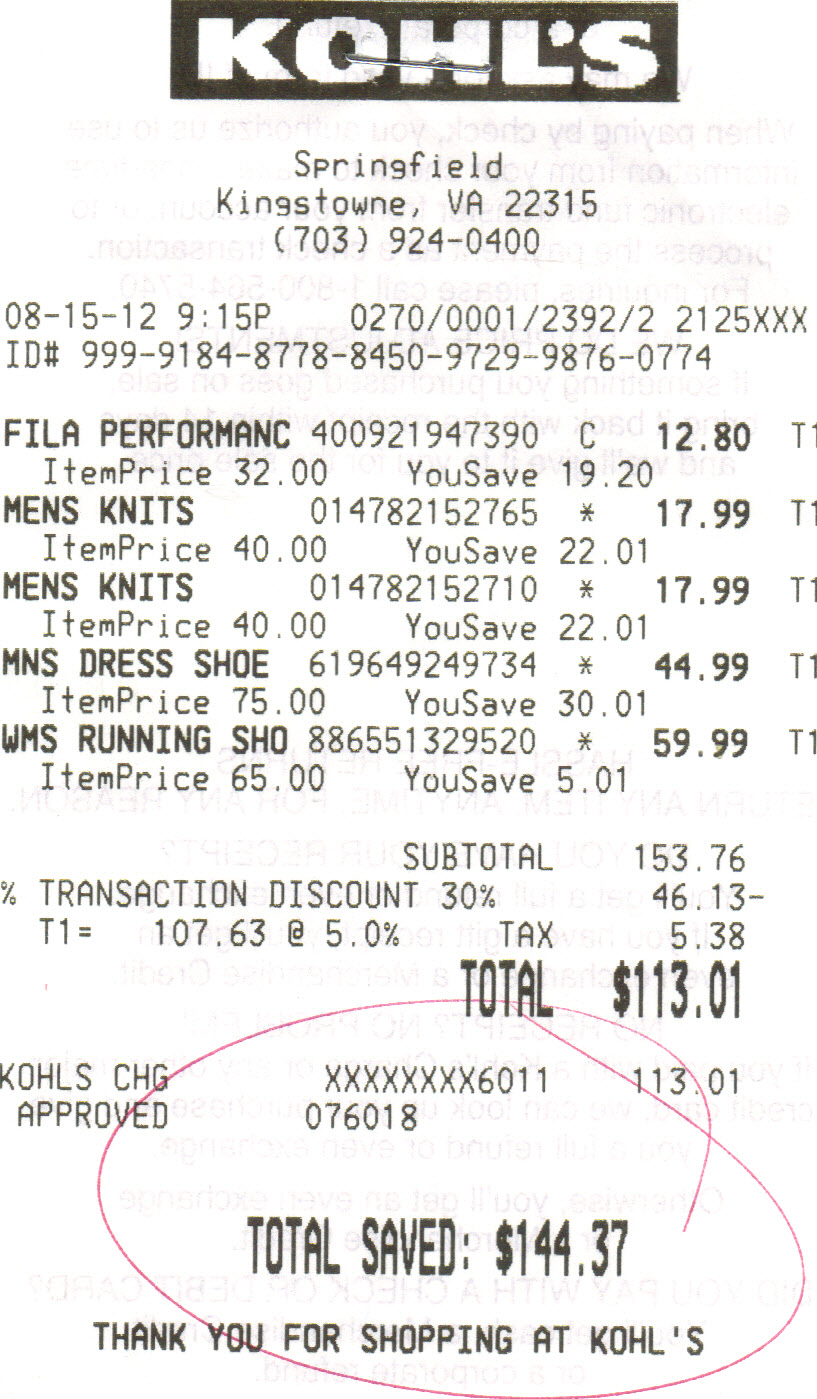 KOHL'S
Springfield
Kingstowne, VA 22315
(703) 924-0400
08-15-12 9:15P 0270/0001/2392/2 2125XXX
ID# 999-9184-8778-8450-9729-9876-0774
FILA PERFORMANC 400921947390 C 12.80 T1
ItemPrice 32.00 YouSave 19.20
MENS KNITS 014782152765 * 17.99 T1
ItemPrice 40.00 YouSave 22.01
MENS KNITS 014782152710 * 17.99 T1
ItemPrice 40.00 YouSave 22.01
MNS DRESS SHOE 619649249734 * 44.99 T1
ItemPrice 75.00 YouSave 30.01
WMS RUNNING SHO 886551329520 * 59.99 T1
ItemPrice 65.00 YouSave 5.01
SUBTOTAL 153.76
% TRANSACTION DISCOUNT 30% 46.13-
T1= 107.63 @ 5.0% TAX 5.38
TOTAL $113.01
KOHLS CHG XXXXXXXX6011 113.01
APPROVED 076018
TOTAL SAVED: $144.37
THANK YOU FOR SHOPPING AT KOHL'S